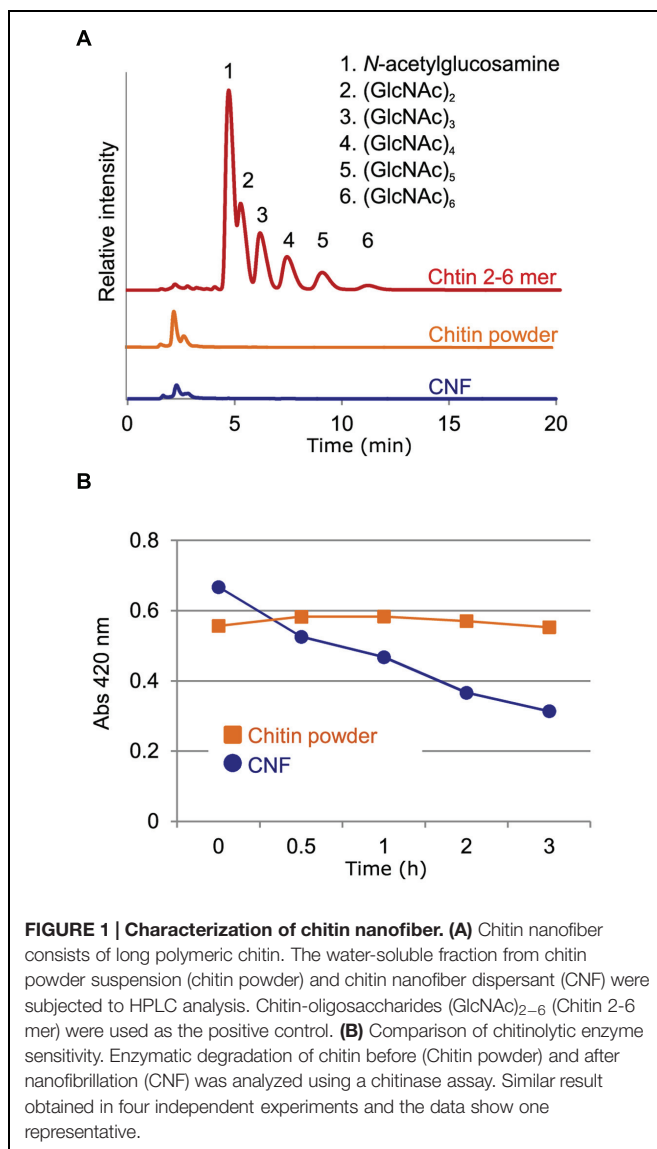 A
1
2
3
4
5
6
1. N-acetylglucosamine
2. (GlcNAc)₂
3. (GlcNAc)₃
4. (GlcNAc)₄
5. (GlcNAc)₅
6. (GlcNAc)₆
Relative intensity
Chtin 2-6 mer
Chitin powder
CNF
0 5 10 15 20
Time (min)
B
0.8
0.6
0.4
0.2
0
Abs 420 nm
Chitin powder
CNF
0 0.5 1 2 3
Time (h)
FIGURE 1 | Characterization of chitin nanofiber. (A) Chitin nanofiber
consists of long polymeric chitin. The water-soluble fraction from chitin
powder suspension (chitin powder) and chitin nanofiber dispersant (CNF) were
subjected to HPLC analysis. Chitin-oligosaccharides (GlcNAc)₂₋₆ (Chitin 2-6
mer) were used as the positive control. (B) Comparison of chitinolytic enzyme
sensitivity. Enzymatic degradation of chitin before (Chitin powder) and after
nanofibrillation (CNF) was analyzed using a chitinase assay. Similar result
obtained in four independent experiments and the data show one
representative.